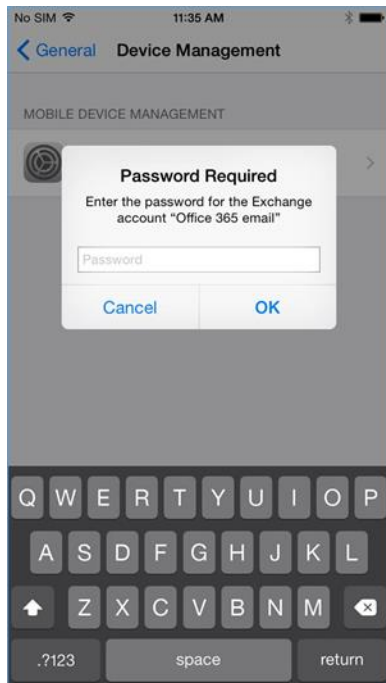 No SIM 11:35 AM
General Device Management
MOBILE DEVICE MANAGEMENT
Password Required
Enter the password for the Exchange
account “Office 365 email”
Password
Cancel OK
Q W E R T Y U I O P
A S D F G H J K L
Z X C V B N M
.?123 space return